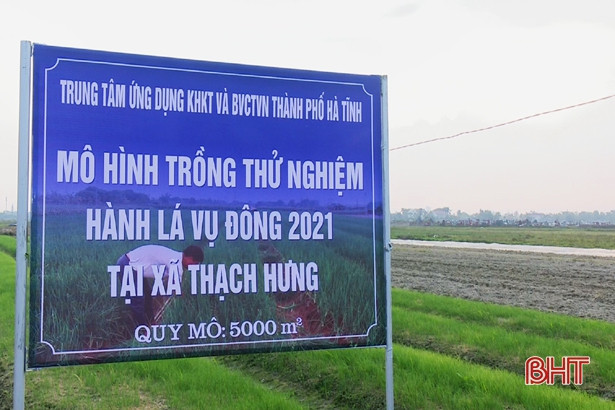 TRUNG TÂM ỨNG DỤNG KHKT VÀ BVCTVN THÀNH PHỐ HÀ TĨNH
MÔ HÌNH TRỒNG THỬ NGHIỆM
HÀNH LÁ VỤ ĐÔNG 2021
TẠI XÃ THẠCH HƯNG
QUY MÔ: 5000 m²
BHT